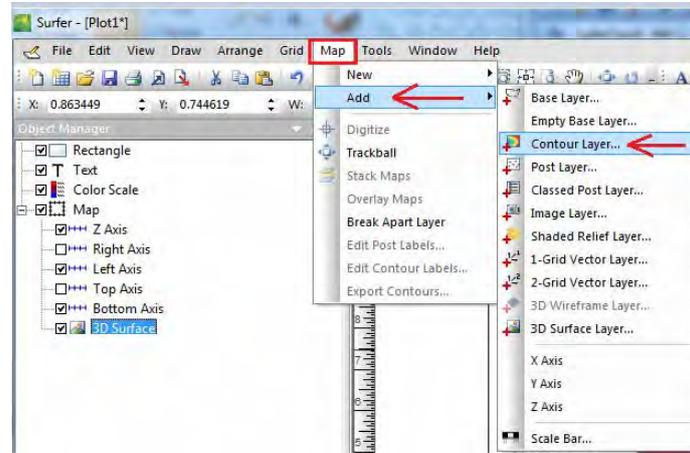 Surfer - [Plot1*]
File Edit View Draw Arrange Grid Map Tools Window Help
X: 0.863449 Y: 0.744619 W:
Object Manager
Rectangle
T Text
Color Scale
Map
Z Axis
Right Axis
Left Axis
Top Axis
Bottom Axis
3D Surface
New
Add
Digitize
Trackball
Stack Maps
Overlay Maps
Break Apart Layer
Edit Post Labels...
Edit Contour Labels...
Export Contours...
Base Layer...
Empty Base Layer...
Contour Layer...
Post Layer...
Classed Post Layer...
Image Layer...
Shaded Relief Layer...
1-Grid Vector Layer...
2-Grid Vector Layer...
3D Wireframe Layer...
3D Surface Layer...
X Axis
Y Axis
Z Axis
Scale Bar...
8
7
6
5